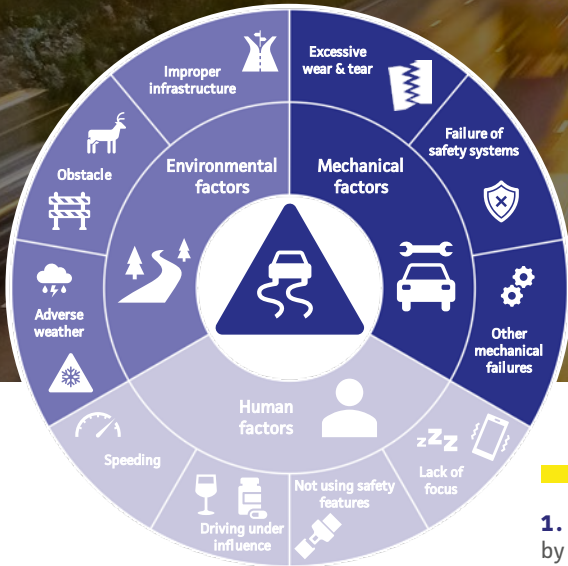 Improper
infrastructure
Excessive
wear & tear
Failure of
safety systems
Obstacle
Environmental
factors
Mechanical
factors
Adverse
weather
Other
mechanical
failures
Human
factors
Speeding
zzZ
Lack of
focus
Not using safety
features
Driving under
influence
1.
by